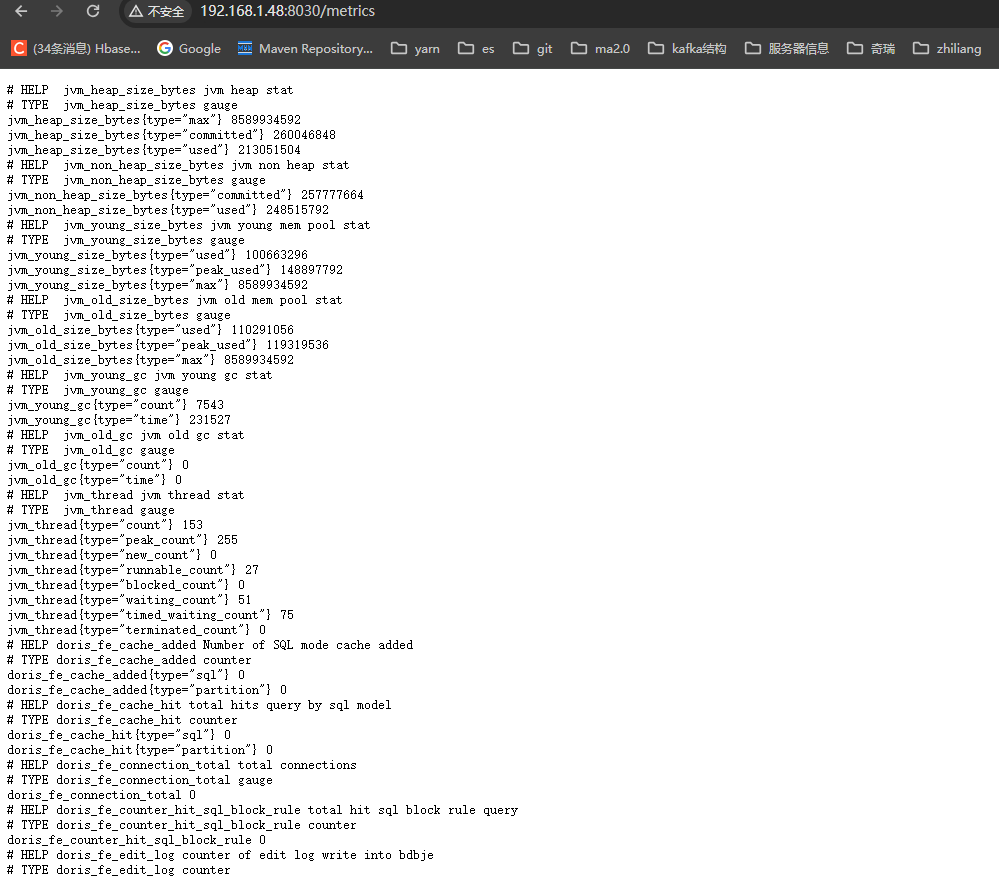 不安全 192.168.1.48:8030/metrics
(34条消息) Hbase... Google Maven Repository... yarn es git ma2.0 kafka结构 服务器信息 奇瑞 zhiliang
# HELP  jvm_heap_size_bytes jvm heap stat
# TYPE  jvm_heap_size_bytes gauge
jvm_heap_size_bytes{type="max"} 8589934592
jvm_heap_size_bytes{type="committed"} 260046848
jvm_heap_size_bytes{type="used"} 213051504
# HELP  jvm_non_heap_size_bytes jvm non heap stat
# TYPE  jvm_non_heap_size_bytes gauge
jvm_non_heap_size_bytes{type="committed"} 257777664
jvm_non_heap_size_bytes{type="used"} 248515792
# HELP  jvm_young_size_bytes jvm young mem pool stat
# TYPE  jvm_young_size_bytes gauge
jvm_young_size_bytes{type="used"} 100663296
jvm_young_size_bytes{type="peak_used"} 148897792
jvm_young_size_bytes{type="max"} 8589934592
# HELP  jvm_old_size_bytes jvm old mem pool stat
# TYPE  jvm_old_size_bytes gauge
jvm_old_size_bytes{type="used"} 110291056
jvm_old_size_bytes{type="peak_used"} 119319536
jvm_old_size_bytes{type="max"} 8589934592
# HELP  jvm_young_gc jvm young gc stat
# TYPE  jvm_young_gc gauge
jvm_young_gc{type="count"} 7543
jvm_young_gc{type="time"} 231527
# HELP  jvm_old_gc jvm old gc stat
# TYPE  jvm_old_gc gauge
jvm_old_gc{type="count"} 0
jvm_old_gc{type="time"} 0
# HELP  jvm_thread jvm thread stat
# TYPE  jvm_thread gauge
jvm_thread{type="count"} 153
jvm_thread{type="peak_count"} 255
jvm_thread{type="new_count"} 0
jvm_thread{type="runnable_count"} 27
jvm_thread{type="blocked_count"} 0
jvm_thread{type="waiting_count"} 51
jvm_thread{type="timed_waiting_count"} 75
jvm_thread{type="terminated_count"} 0
# HELP doris_fe_cache_added Number of SQL mode cache added
# TYPE doris_fe_cache_added counter
doris_fe_cache_added{type="sql"} 0
doris_fe_cache_added{type="partition"} 0
# HELP doris_fe_cache_hit total hits query by sql model
# TYPE doris_fe_cache_hit counter
doris_fe_cache_hit{type="sql"} 0
doris_fe_cache_hit{type="partition"} 0
# HELP doris_fe_connection_total total connections
# TYPE doris_fe_connection_total gauge
doris_fe_connection_total 0
# HELP doris_fe_counter_hit_sql_block_rule total hit sql block rule query
# TYPE doris_fe_counter_hit_sql_block_rule counter
doris_fe_counter_hit_sql_block_rule 0
# HELP doris_fe_edit_log counter of edit log write into bdbje
# TYPE doris_fe_edit_log counter